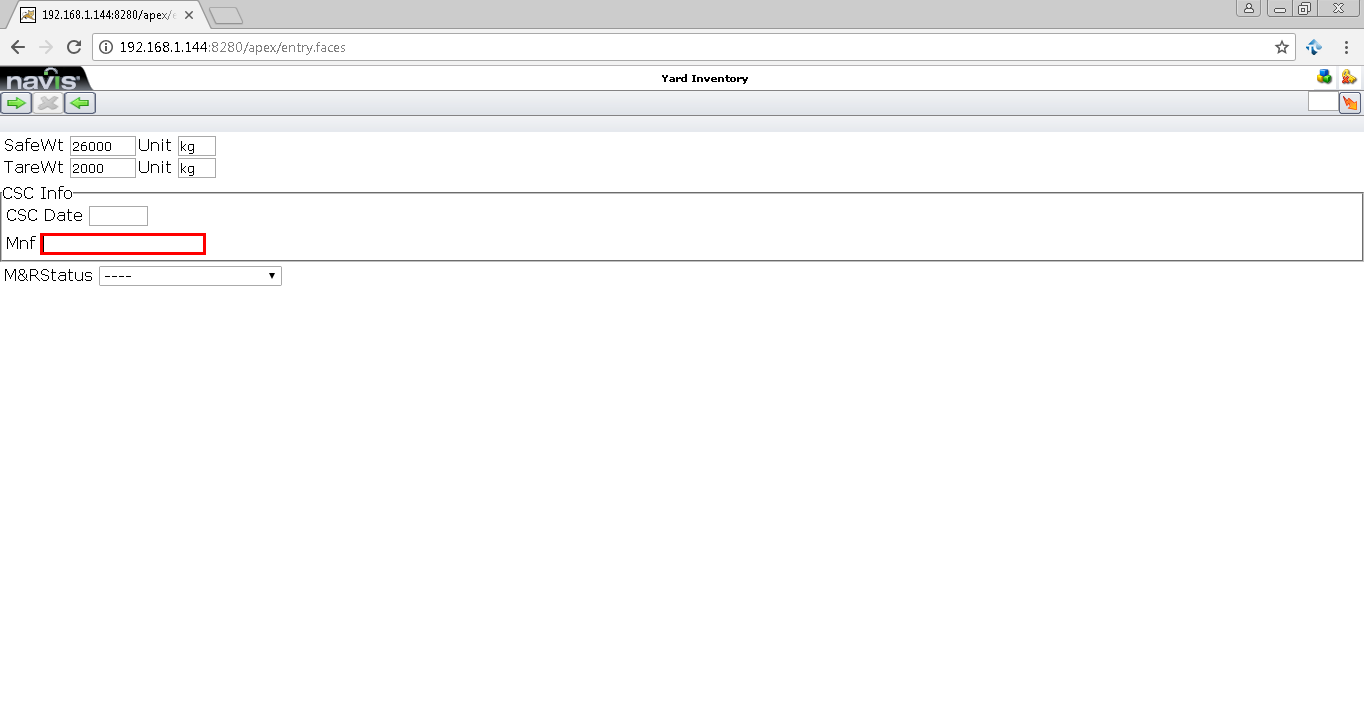 192.168.1.144:8280/apex/e
192.168.1.144:8280/apex/entry.faces
navis
Yard Inventory
SafeWt 26000 Unit kg
TareWt 2000 Unit kg
CSC Info
CSC Date
Mnf
M&RStatus ----